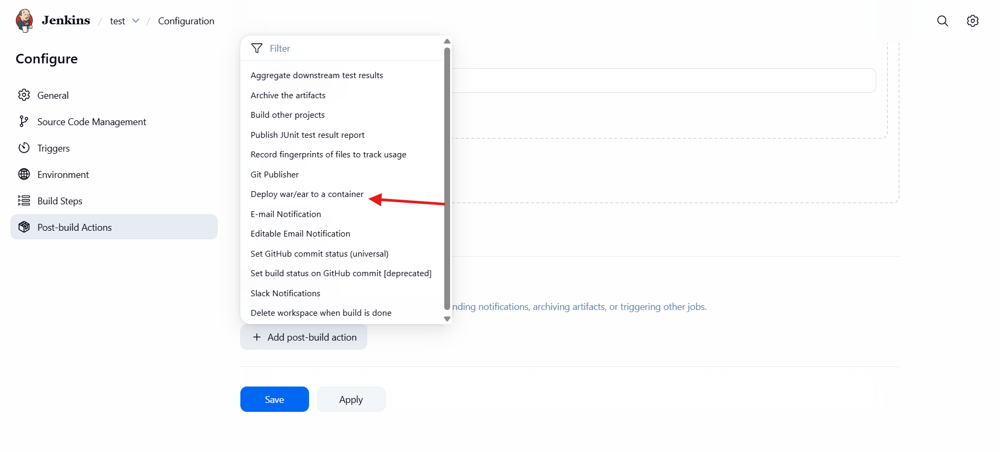 Jenkins / test / Configuration
Configure
General
Source Code Management
Triggers
Environment
Build Steps
Post-build Actions
Filter
Aggregate downstream test results
Archive the artifacts
Build other projects
Publish JUnit test result report
Record fingerprints of files to track usage
Git Publisher
Deploy war/ear to a container
E-mail Notification
Editable Email Notification
Set GitHub commit status (universal)
Set build status on GitHub commit [deprecated]
Slack Notifications
Delete workspace when build is done
nding notifications, archiving artifacts, or triggering other jobs.
+ Add post-build action
Save
Apply